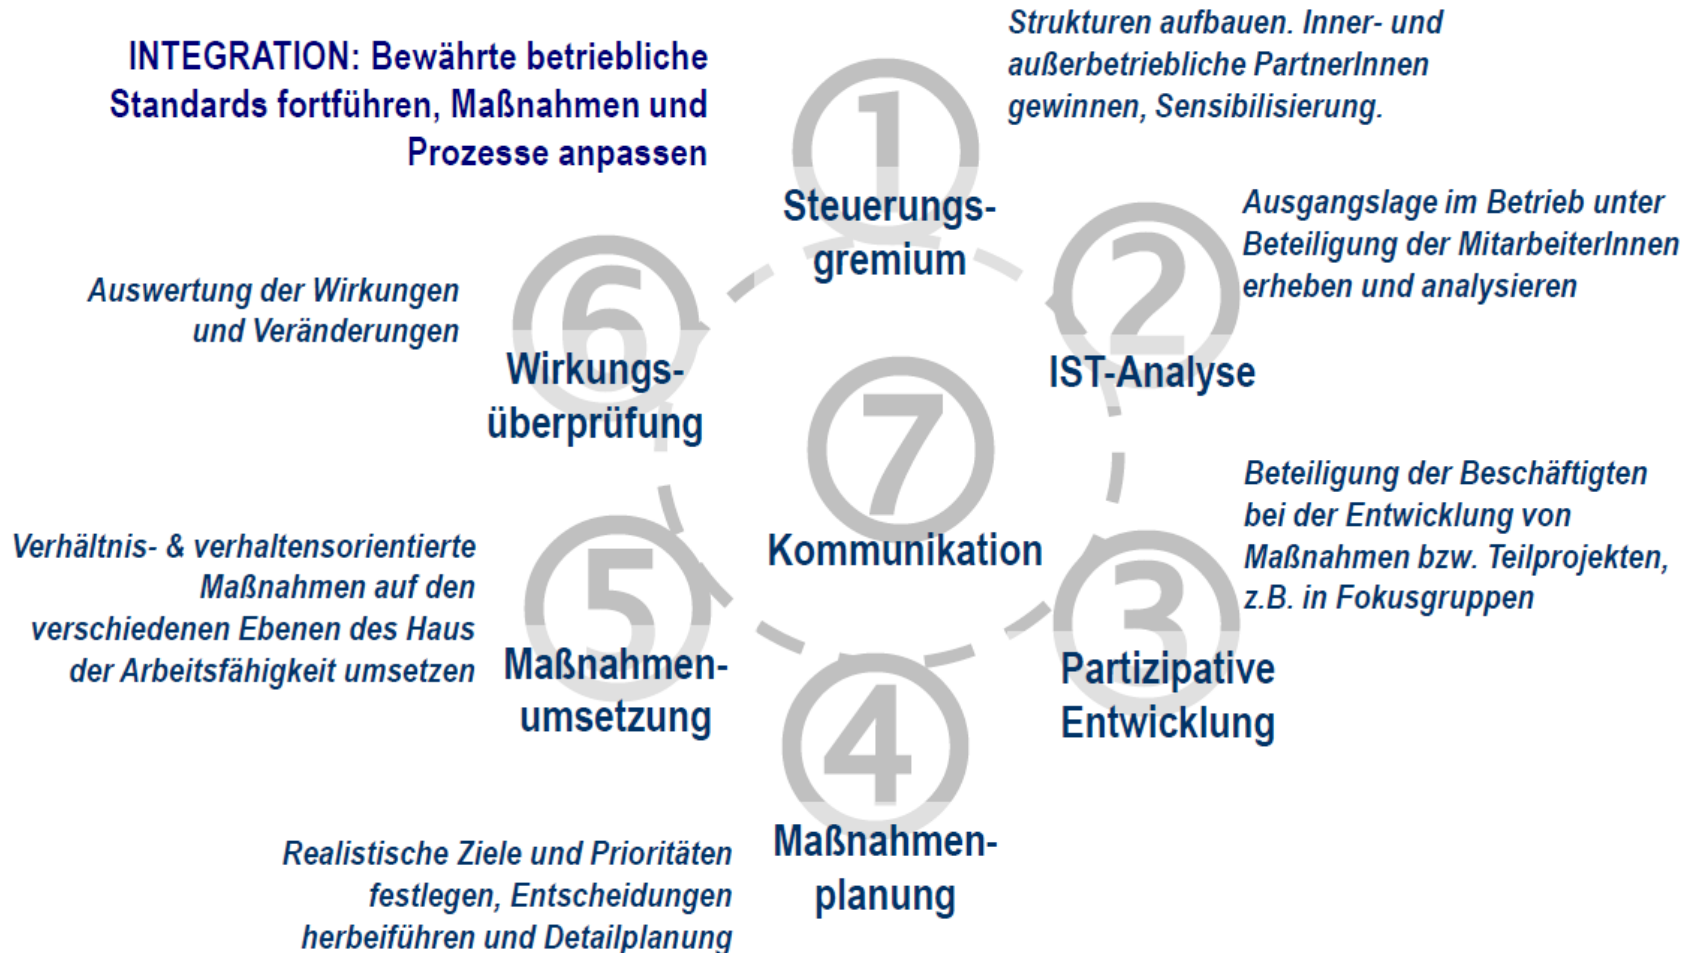 INTEGRATION: Bewährte betriebliche
Standards fortführen, Maßnahmen und
Prozesse anpassen
1
Steuerungs-
gremium
Strukturen aufbauen. Inner- und
außerbetriebliche PartnerInnen
gewinnen, Sensibilisierung.
2
IST-Analyse
Ausgangslage im Betrieb unter
Beteiligung der MitarbeiterInnen
erheben und analysieren
3
Partizipative
Entwicklung
Beteiligung der Beschäftigten
bei der Entwicklung von
Maßnahmen bzw. Teilprojekten,
z.B. in Fokusgruppen
4
Maßnahmen-
planung
Realistische Ziele und Prioritäten
festlegen, Entscheidungen
herbeiführen und Detailplanung
5
Maßnahmen-
umsetzung
Verhältnis- & verhaltensorientierte
Maßnahmen auf den
verschiedenen Ebenen des Haus
der Arbeitsfähigkeit umsetzen
6
Wirkungs-
überprüfung
Auswertung der Wirkungen
und Veränderungen
7
Kommunikation